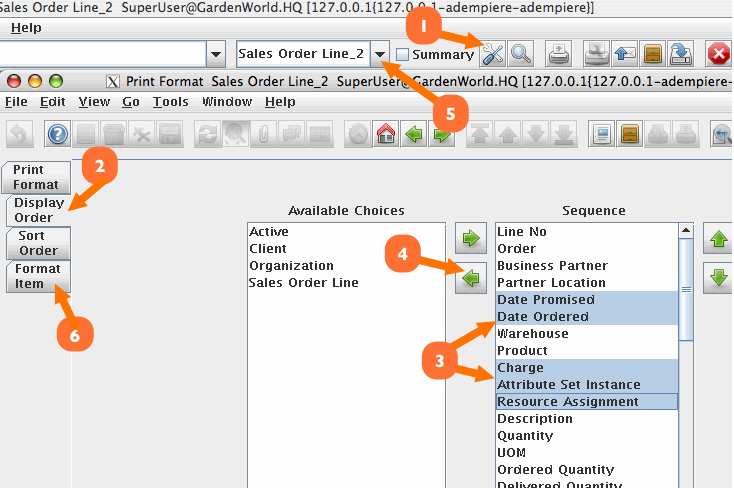 Sales Order Line_2 SuperUser@GardenWorld.HQ [127.0.0.1{127.0.0.1-adempiere-adempiere}]
Help
1
Sales Order Line_2
Summary
Print Format Sales Order Line_2 SuperUser@GardenWorld.HQ [127.0.0.1{127.0.0.1-adempiere-
5
File Edit View Go Tools Window Help
2
Print
Format
Display
Order
Sort
Order
Format
Item
6
Available Choices
Active
Client
Organization
Sales Order Line
4
3
Sequence
Line No
Order
Business Partner
Partner Location
Date Promised
Date Ordered
Warehouse
Product
Charge
Attribute Set Instance
Resource Assignment
Description
Quantity
UOM
Ordered Quantity
Delivered Quantity